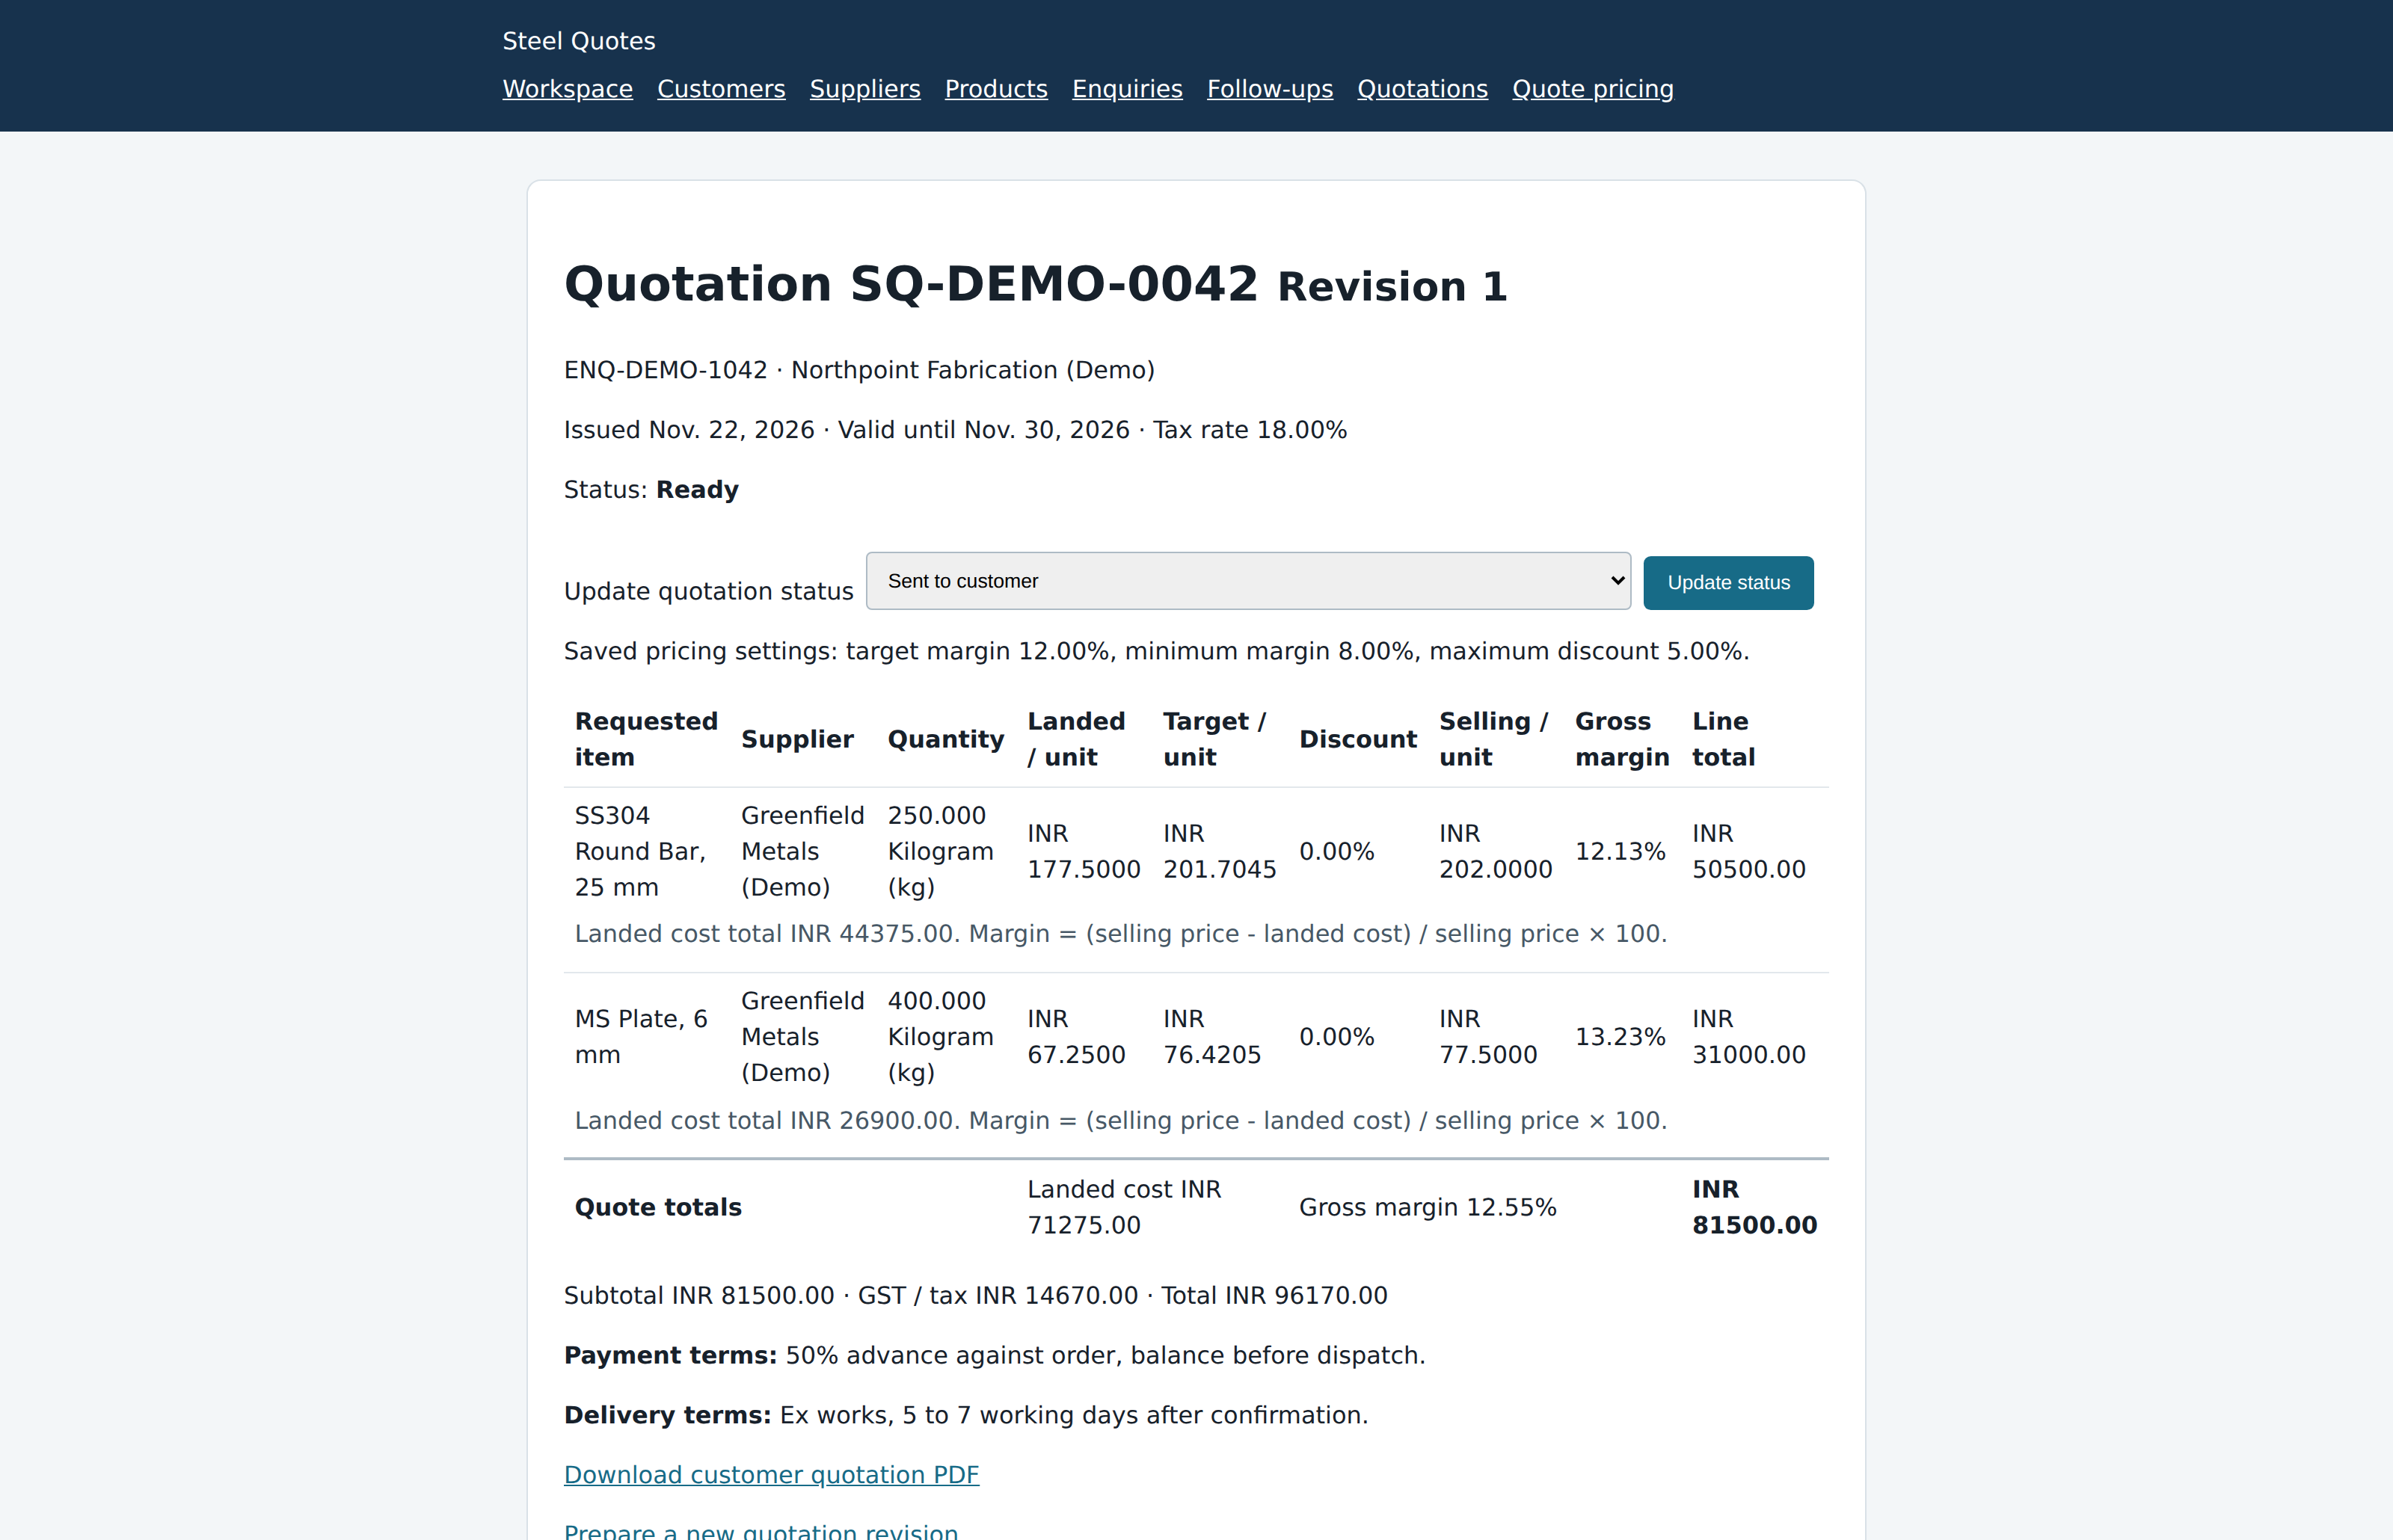 Steel Quotes
Workspace Customers Suppliers Products Enquiries Follow-ups Quotations Quote pricing
Quotation SQ-DEMO-0042 Revision 1
ENQ-DEMO-1042 · Northpoint Fabrication (Demo)
Issued Nov. 22, 2026 · Valid until Nov. 30, 2026 · Tax rate 18.00%
Status: Ready
Update quotation status Sent to customer Update status
Saved pricing settings: target margin 12.00%, minimum margin 8.00%, maximum discount 5.00%.
Requested item Supplier Quantity Landed / unit Target / unit Discount Selling / unit Gross margin Line total
SS304 Round Bar, 25 mm Greenfield Metals (Demo) 250.000 Kilogram (kg) INR 177.5000 INR 201.7045 0.00% INR 202.0000 12.13% INR 50500.00
Landed cost total INR 44375.00. Margin = (selling price - landed cost) / selling price × 100.
MS Plate, 6 mm Greenfield Metals (Demo) 400.000 Kilogram (kg) INR 67.2500 INR 76.4205 0.00% INR 77.5000 13.23% INR 31000.00
Landed cost total INR 26900.00. Margin = (selling price - landed cost) / selling price × 100.
Quote totals Landed cost INR 71275.00 Gross margin 12.55% INR 81500.00
Subtotal INR 81500.00 · GST / tax INR 14670.00 · Total INR 96170.00
Payment terms: 50% advance against order, balance before dispatch.
Delivery terms: Ex works, 5 to 7 working days after confirmation.
Download customer quotation PDF
Prepare a new quotation revision